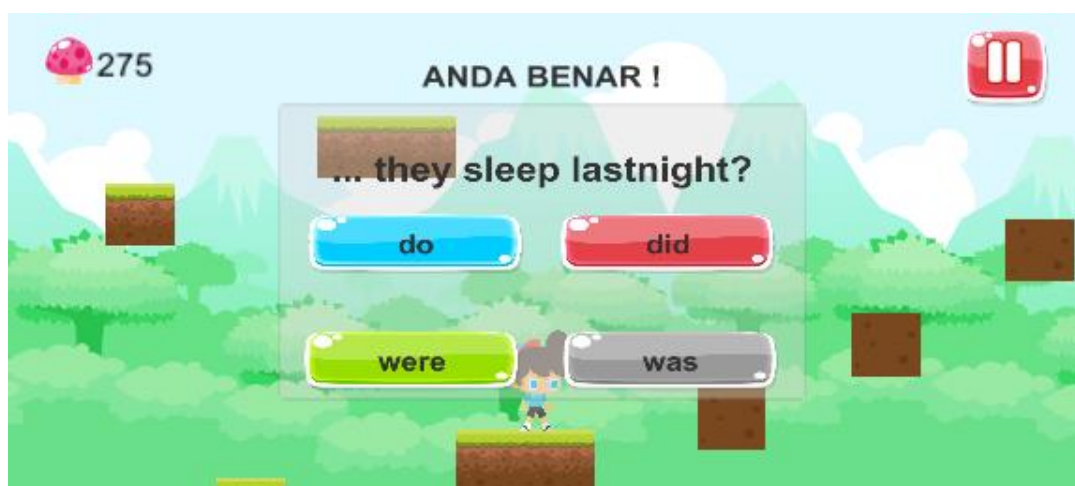 275
ANDA BENAR !
... they sleep lastnight?
do
did
were
was